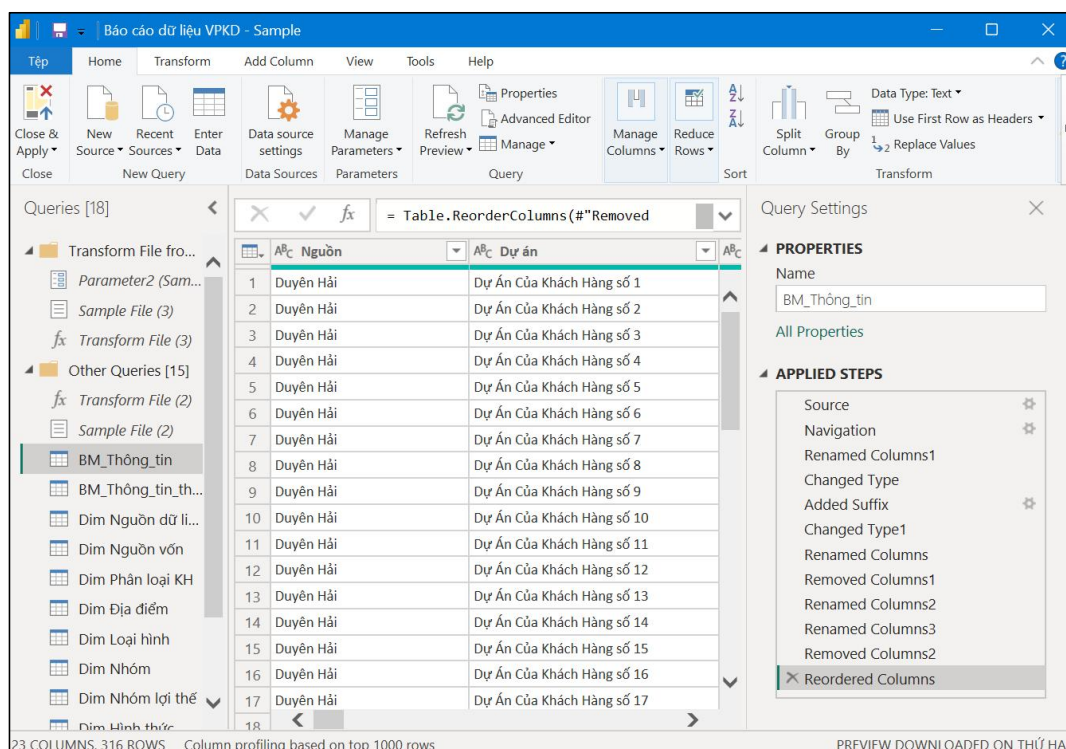 Báo cáo dữ liệu VPKD - Sample
Tệp Home Transform Add Column View Tools Help
Close & Apply
New Source
Recent Sources
Enter Data
Data source settings
Manage Parameters
Refresh Preview
Properties
Advanced Editor
Manage
Manage Columns
Reduce Rows
Split Column
Group By
Data Type: Text
Use First Row as Headers
Replace Values
Close New Query Data Sources Parameters Query Sort Transform
Queries [18]
Transform File fro...
Parameter2 (Sam...
Sample File (3)
fx Transform File (3)
Other Queries [15]
fx Transform File (2)
Sample File (2)
BM_Thông_tin
BM_Thông_tin_th...
Dim Nguồn dữ li...
Dim Nguồn vốn
Dim Phân loại KH
Dim Địa điểm
Dim Loại hình
Dim Nhóm
Dim Nhóm lợi thế
Dim Hình thức
fx = Table.ReorderColumns(#"Removed
ABC Nguồn ABC Dự án ABC
1 Duyên Hải Dự Án Của Khách Hàng số 1
2 Duyên Hải Dự Án Của Khách Hàng số 2
3 Duyên Hải Dự Án Của Khách Hàng số 3
4 Duyên Hải Dự Án Của Khách Hàng số 4
5 Duyên Hải Dự Án Của Khách Hàng số 5
6 Duyên Hải Dự Án Của Khách Hàng số 6
7 Duyên Hải Dự Án Của Khách Hàng số 7
8 Duyên Hải Dự Án Của Khách Hàng số 8
9 Duyên Hải Dự Án Của Khách Hàng số 9
10 Duyên Hải Dự Án Của Khách Hàng số 10
11 Duyên Hải Dự Án Của Khách Hàng số 11
12 Duyên Hải Dự Án Của Khách Hàng số 12
13 Duyên Hải Dự Án Của Khách Hàng số 13
14 Duyên Hải Dự Án Của Khách Hàng số 14
15 Duyên Hải Dự Án Của Khách Hàng số 15
16 Duyên Hải Dự Án Của Khách Hàng số 16
17 Duyên Hải Dự Án Của Khách Hàng số 17
18
Query Settings
PROPERTIES
Name
BM_Thông_tin
All Properties
APPLIED STEPS
Source
Navigation
Renamed Columns1
Changed Type
Added Suffix
Changed Type1
Renamed Columns
Removed Columns1
Renamed Columns2
Renamed Columns3
Removed Columns2
Reordered Columns
23 COLUMNS, 316 ROWS Column profiling based on top 1000 rows PREVIEW DOWNLOADED ON THỨ HA